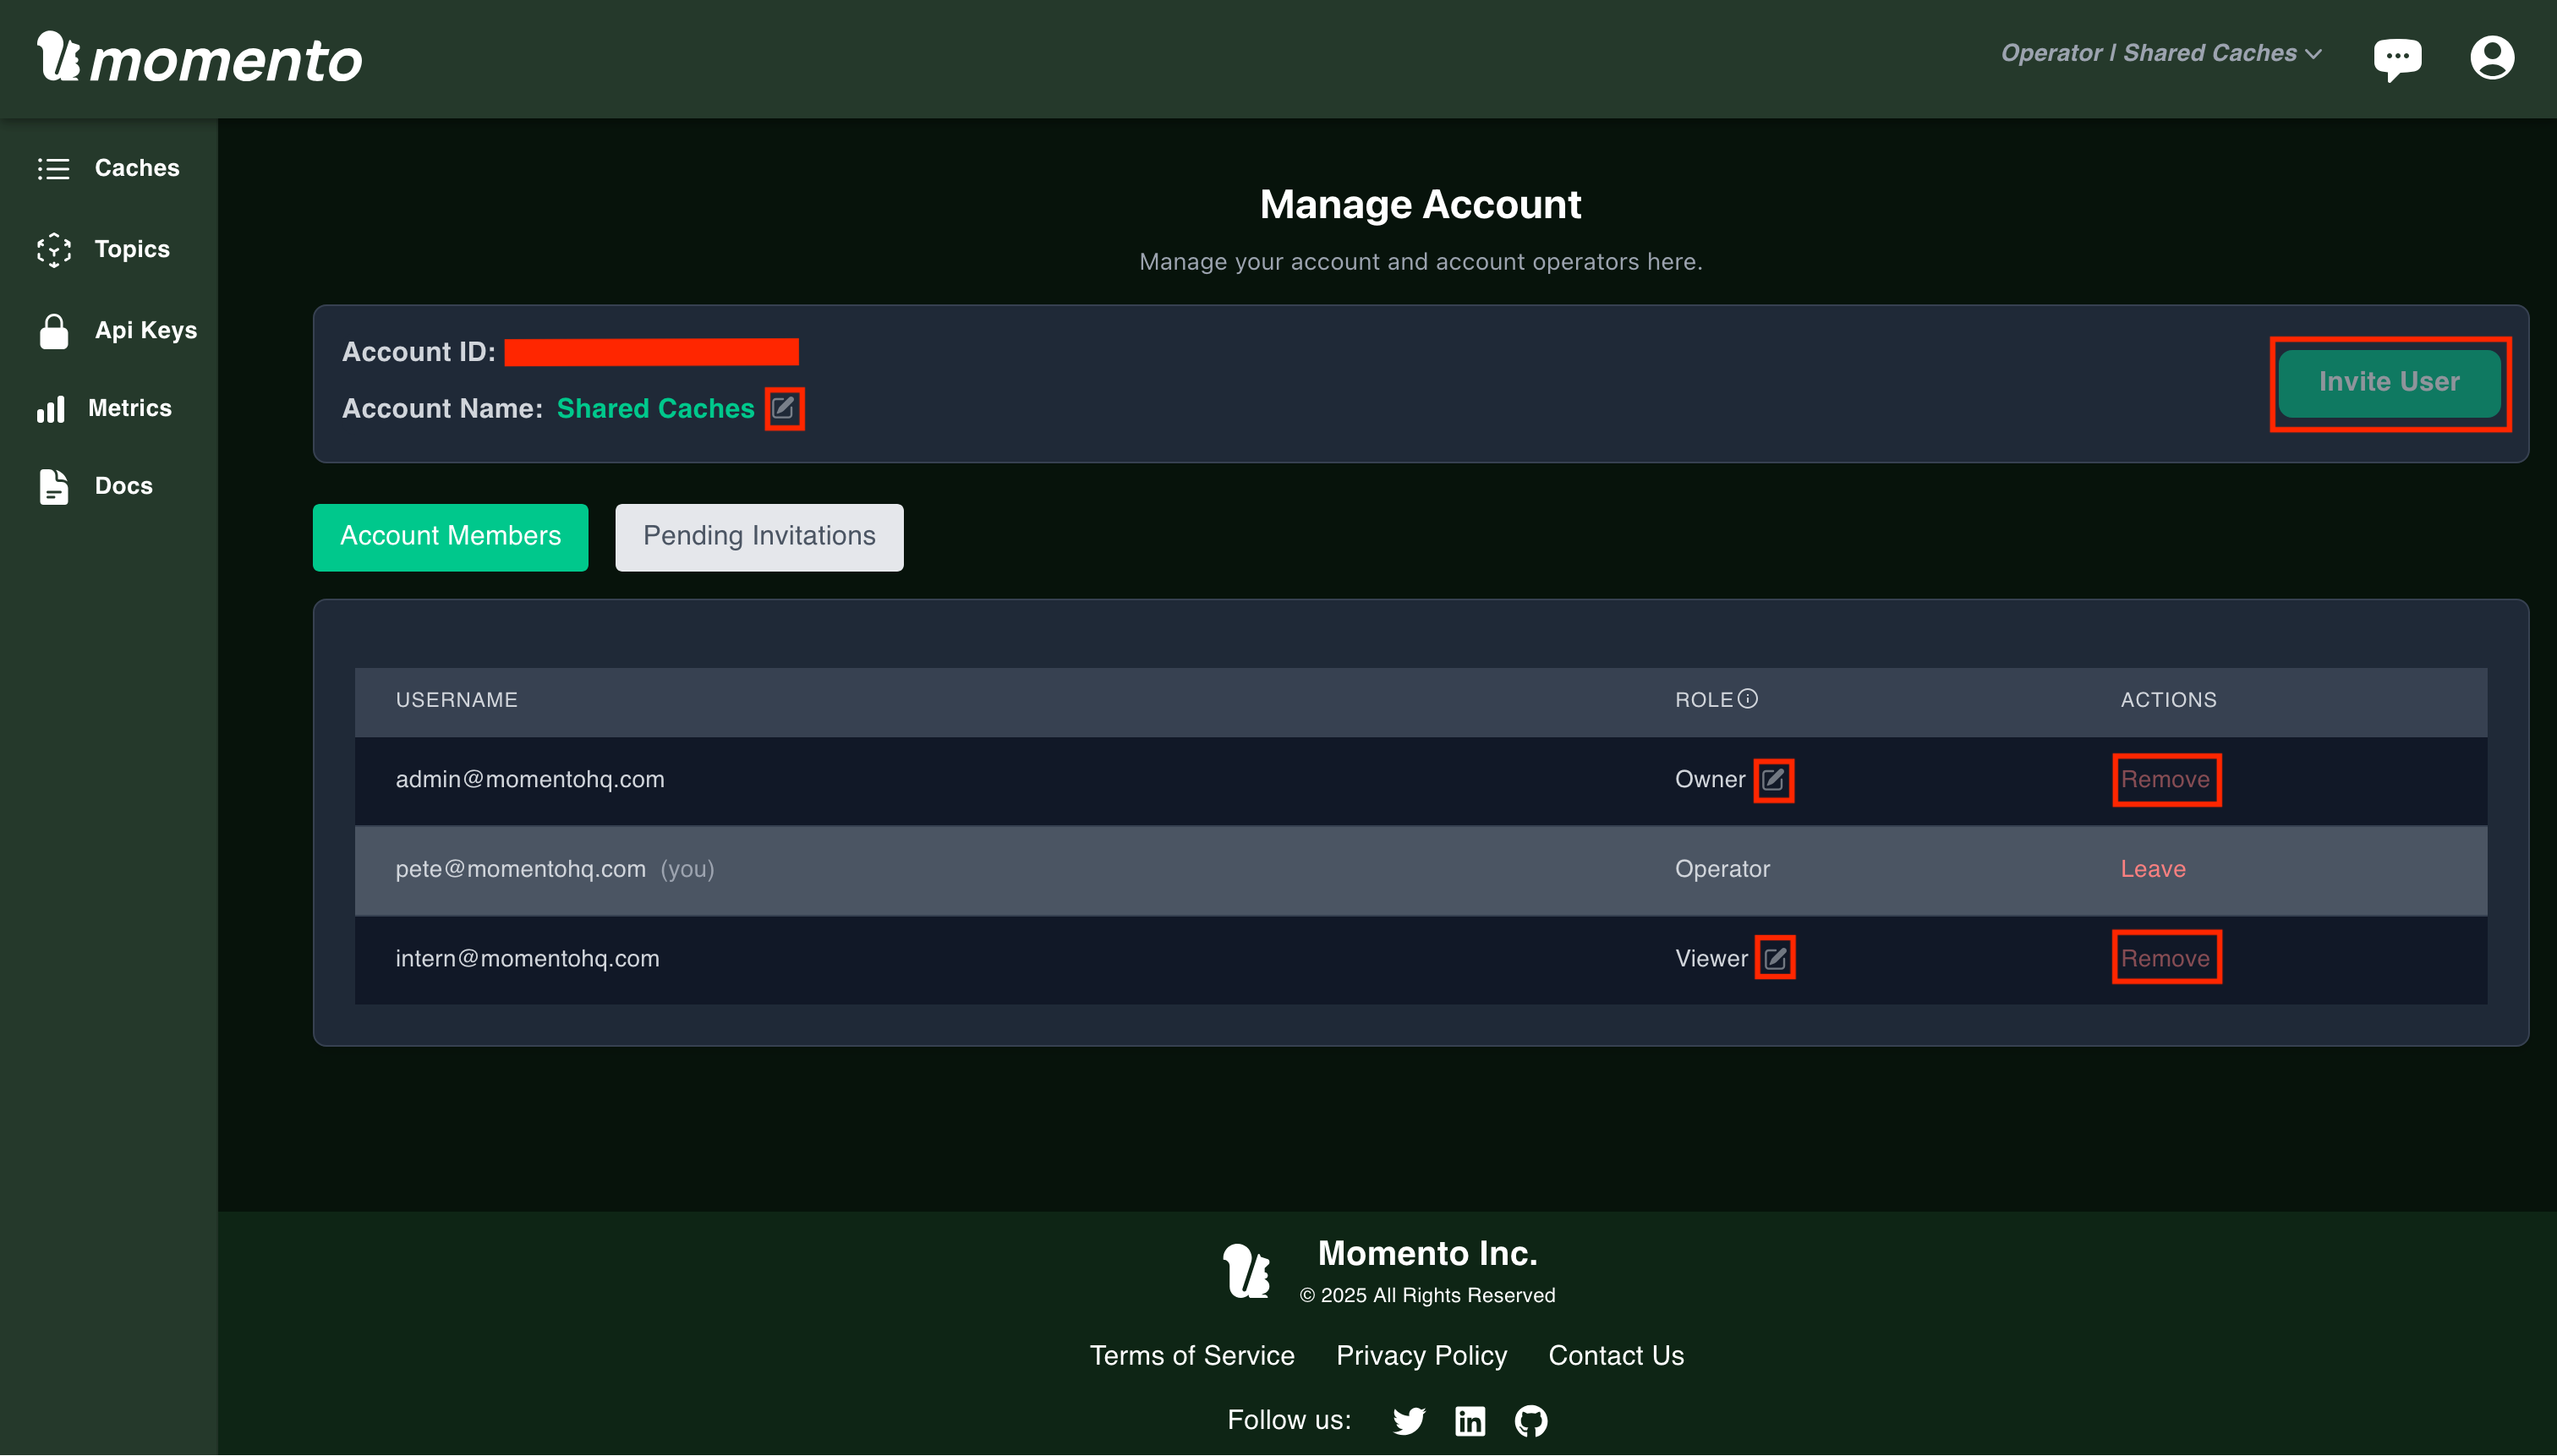 momento
Operator | Shared Caches
Caches
Topics
Api Keys
Metrics
Docs
Manage Account
Manage your account and account operators here.
Account ID:
Account Name: Shared Caches
Invite User
Account Members
Pending Invitations
USERNAME ROLE ACTIONS
admin@momentohq.com Owner Remove
pete@momentohq.com (you) Operator Leave
intern@momentohq.com Viewer Remove
Momento Inc.
© 2025 All Rights Reserved
Terms of Service Privacy Policy Contact Us
Follow us: